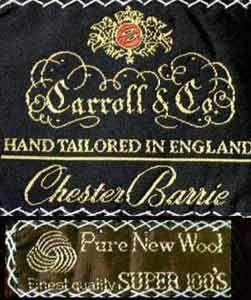 Carroll & Co
HAND TAILORED IN ENGLAND
Chester Barrie
Pure New Wool
Finest quality SUPER 100'S